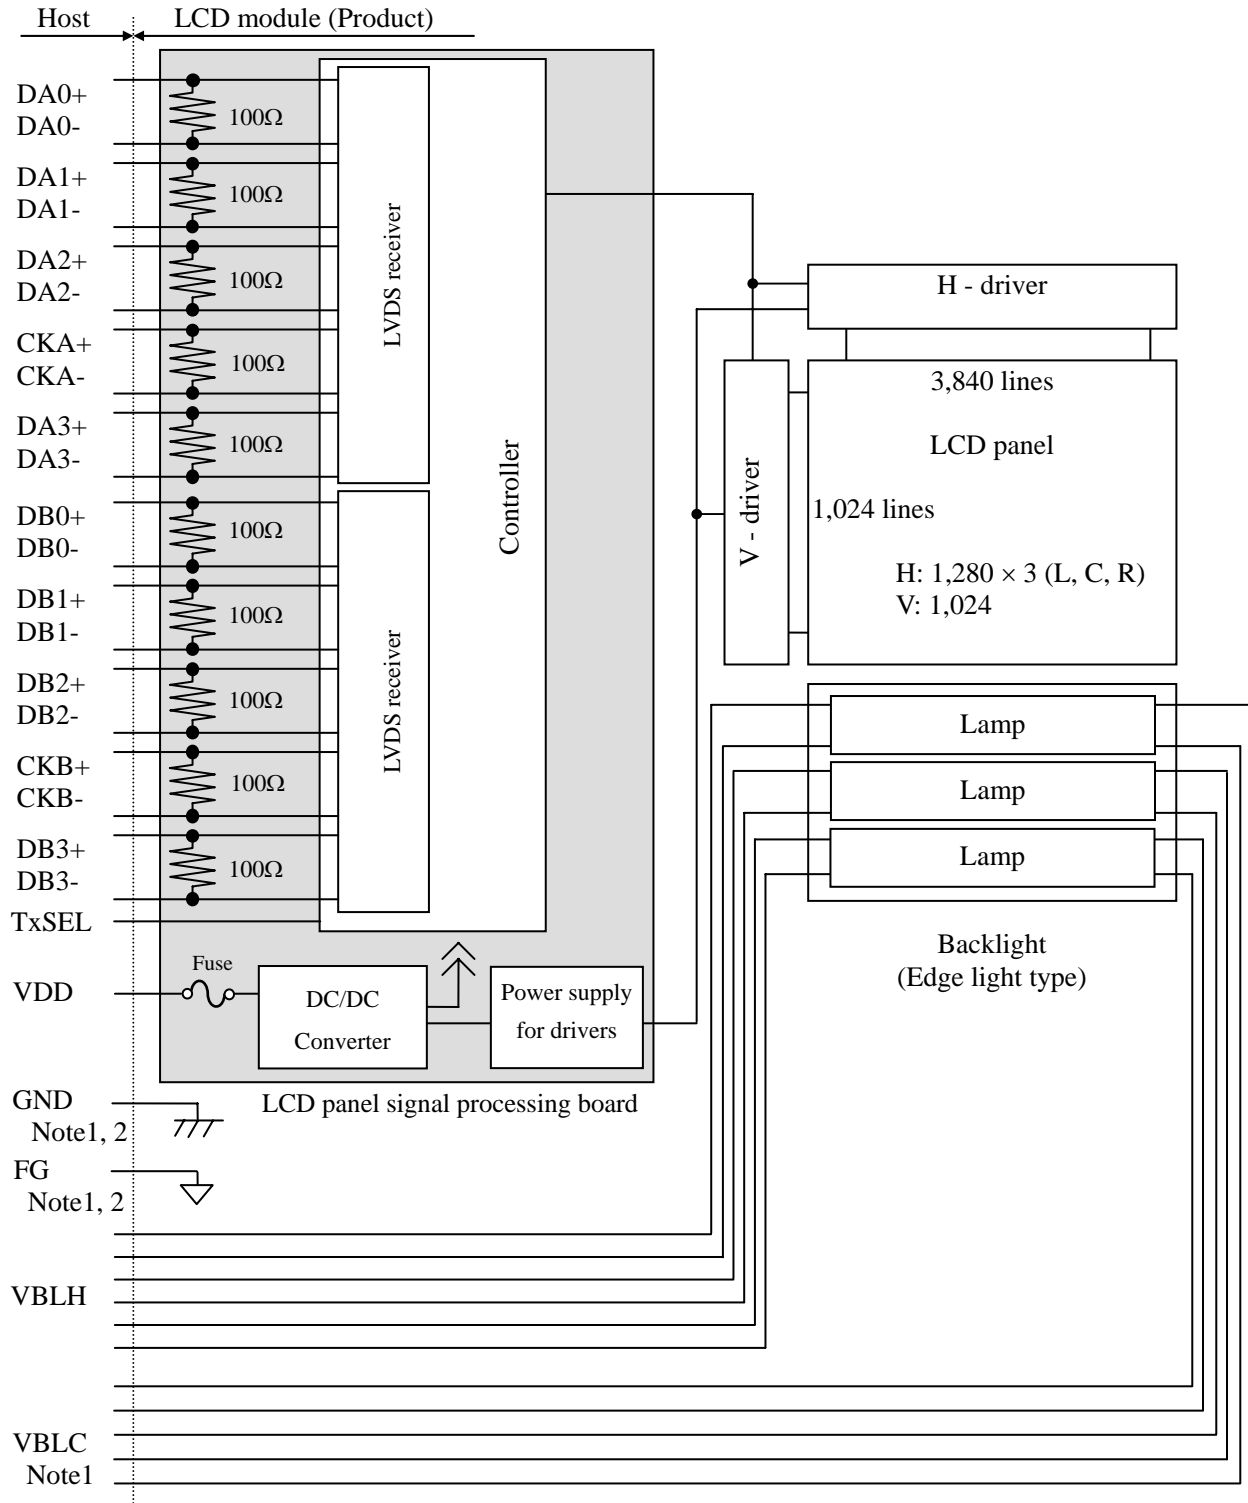 Host
LCD module (Product)
DA0+
DA0-
100Ω
DA1+
DA1-
100Ω
DA2+
DA2-
100Ω
CKA+
CKA-
100Ω
DA3+
DA3-
100Ω
LVDS receiver
DB0+
DB0-
100Ω
DB1+
DB1-
100Ω
DB2+
DB2-
100Ω
CKB+
CKB-
100Ω
DB3+
DB3-
100Ω
LVDS receiver
TxSEL
Controller
VDD
Fuse
DC/DC
Converter
Power supply
for drivers
LCD panel signal processing board
H - driver
V - driver
3,840 lines
LCD panel
1,024 lines
H: 1,280 × 3 (L, C, R)
V: 1,024
Lamp
Lamp
Lamp
Backlight
(Edge light type)
GND
Note1, 2
FG
Note1, 2
VBLH
VBLC
Note1